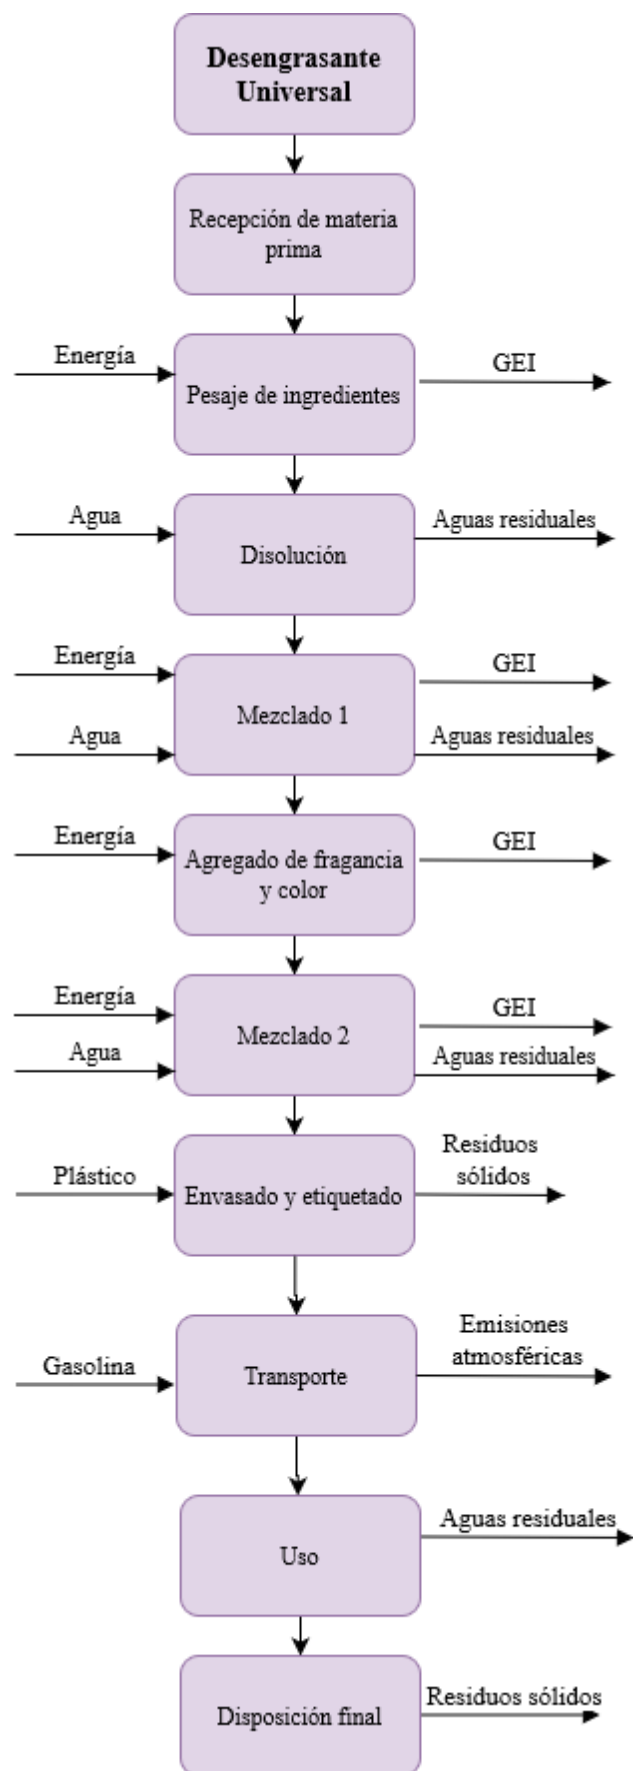 Desengrasante
Universal
Recepción de materia
prima
Energía
GEI
Pesaje de ingredientes
Agua
Aguas residuales
Disolución
Energía
GEI
Mezclado 1
Agua
Aguas residuales
Energía
GEI
Agregado de fragancia
y color
Energía
GEI
Mezclado 2
Agua
Aguas residuales
Residuos
sólidos
Plástico
Envasado y etiquetado
Emisiones
atmosféricas
Gasolina
Transporte
Aguas residuales
Uso
Residuos sólidos
Disposición final